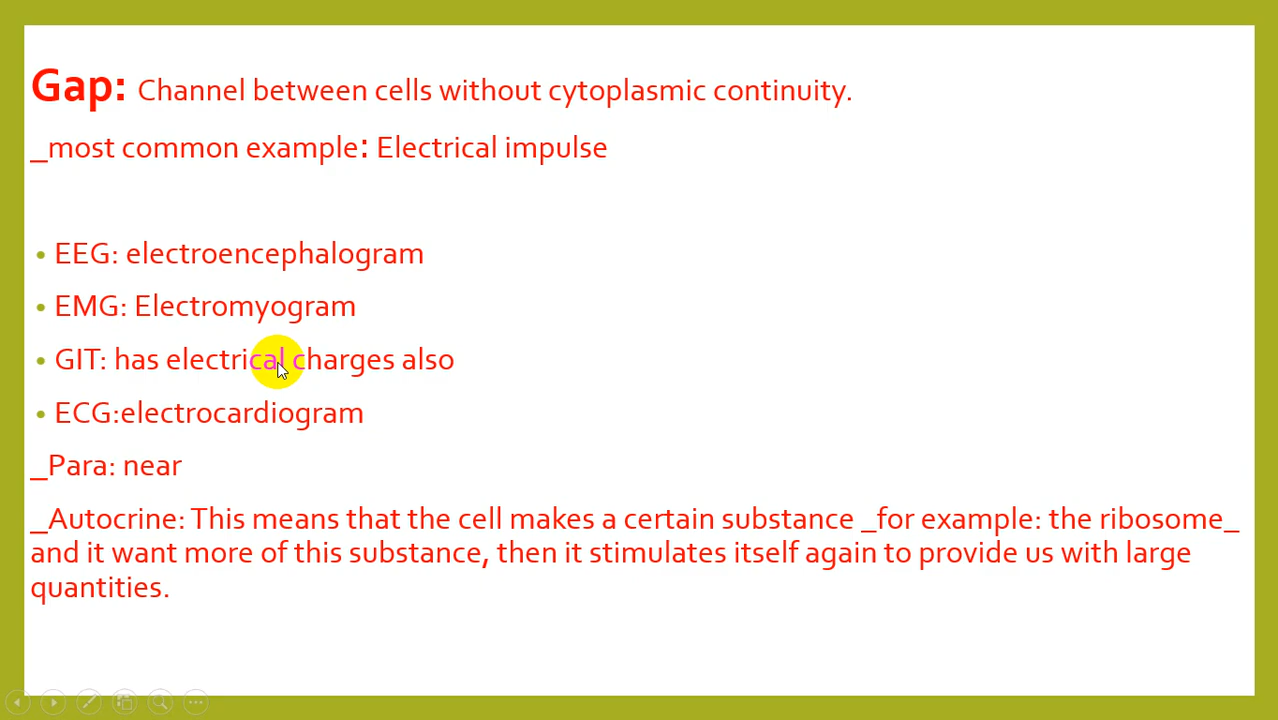 Gap: Channel between cells without cytoplasmic continuity.
_most common example: Electrical impulse
• EEG: electroencephalogram
• EMG: Electromyogram
• GIT: has electrical charges also
• ECG:electrocardiogram
_Para: near
_Autocrine: This means that the cell makes a certain substance _for example: the ribosome_
and it want more of this substance, then it stimulates itself again to provide us with large
quantities.